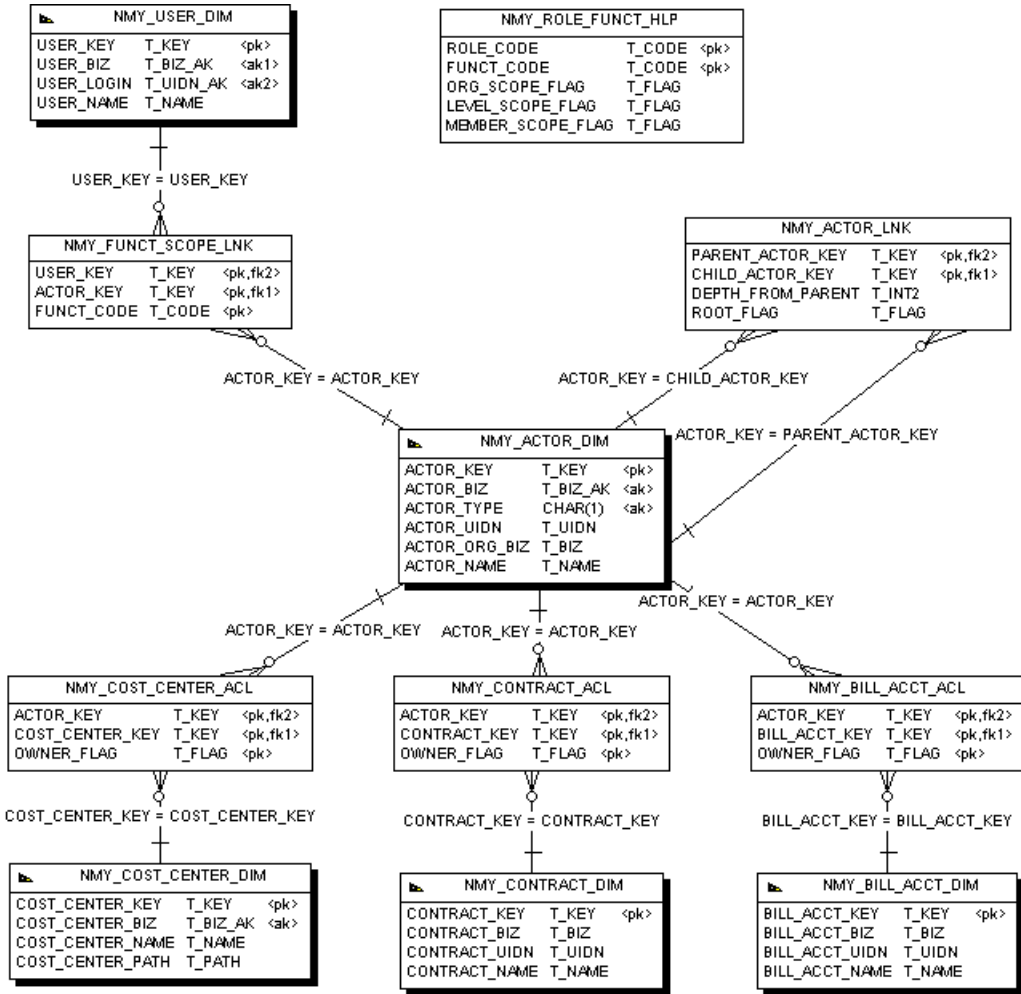 NMY_USER_DIM
USER_KEY T_KEY <pk>
USER_BIZ T_BIZ_AK <ak1>
USER_LOGIN T_UIDN_AK <ak2>
USER_NAME T_NAME
NMY_ROLE_FUNCT_HLP
ROLE_CODE T_CODE <pk>
FUNCT_CODE T_CODE <pk>
ORG_SCOPE_FLAG T_FLAG
LEVEL_SCOPE_FLAG T_FLAG
MEMBER_SCOPE_FLAG T_FLAG
USER_KEY = USER_KEY
NMY_FUNCT_SCOPE_LNK
USER_KEY T_KEY <pk,fk2>
ACTOR_KEY T_KEY <pk,fk1>
FUNCT_CODE T_CODE <pk>
NMY_ACTOR_LNK
PARENT_ACTOR_KEY T_KEY <pk,fk2>
CHILD_ACTOR_KEY T_KEY <pk,fk1>
DEPTH_FROM_PARENT T_INT2
ROOT_FLAG T_FLAG
ACTOR_KEY = ACTOR_KEY
ACTOR_KEY = CHILD_ACTOR_KEY
ACTOR_KEY = PARENT_ACTOR_KEY
NMY_ACTOR_DIM
ACTOR_KEY T_KEY <pk>
ACTOR_BIZ T_BIZ_AK <ak>
ACTOR_TYPE CHAR(1) <ak>
ACTOR_UIDN T_UIDN
ACTOR_ORG_BIZ T_BIZ
ACTOR_NAME T_NAME
ACTOR_KEY = ACTOR_KEY
ACTOR_KEY = ACTOR_KEY
ACTOR_KEY = ACTOR_KEY
NMY_COST_CENTER_ACL
ACTOR_KEY T_KEY <pk,fk2>
COST_CENTER_KEY T_KEY <pk,fk1>
OWNER_FLAG T_FLAG <pk>
NMY_CONTRACT_ACL
ACTOR_KEY T_KEY <pk,fk2>
CONTRACT_KEY T_KEY <pk,fk1>
OWNER_FLAG T_FLAG <pk>
NMY_BILL_ACCT_ACL
ACTOR_KEY T_KEY <pk,fk2>
BILL_ACCT_KEY T_KEY <pk,fk1>
OWNER_FLAG T_FLAG <pk>
COST_CENTER_KEY = COST_CENTER_KEY
CONTRACT_KEY = CONTRACT_KEY
BILL_ACCT_KEY = BILL_ACCT_KEY
NMY_COST_CENTER_DIM
COST_CENTER_KEY T_KEY <pk>
COST_CENTER_BIZ T_BIZ_AK <ak>
COST_CENTER_NAME T_NAME
COST_CENTER_PATH T_PATH
NMY_CONTRACT_DIM
CONTRACT_KEY T_KEY <pk>
CONTRACT_BIZ T_BIZ
CONTRACT_UIDN T_UIDN
CONTRACT_NAME T_NAME
NMY_BILL_ACCT_DIM
BILL_ACCT_KEY T_KEY <pk>
BILL_ACCT_BIZ T_BIZ
BILL_ACCT_UIDN T_UIDN
BILL_ACCT_NAME T_NAME